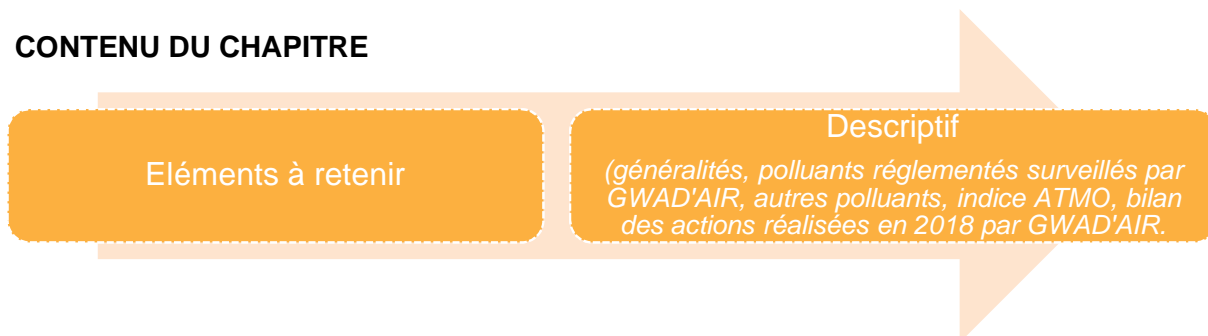 CONTENU DU CHAPITRE
Eléments à retenir
Descriptif
(généralités, polluants réglementés surveillés par
GWAD'AIR, autres polluants, indice ATMO, bilan
des actions réalisées en 2018 par GWAD'AIR.